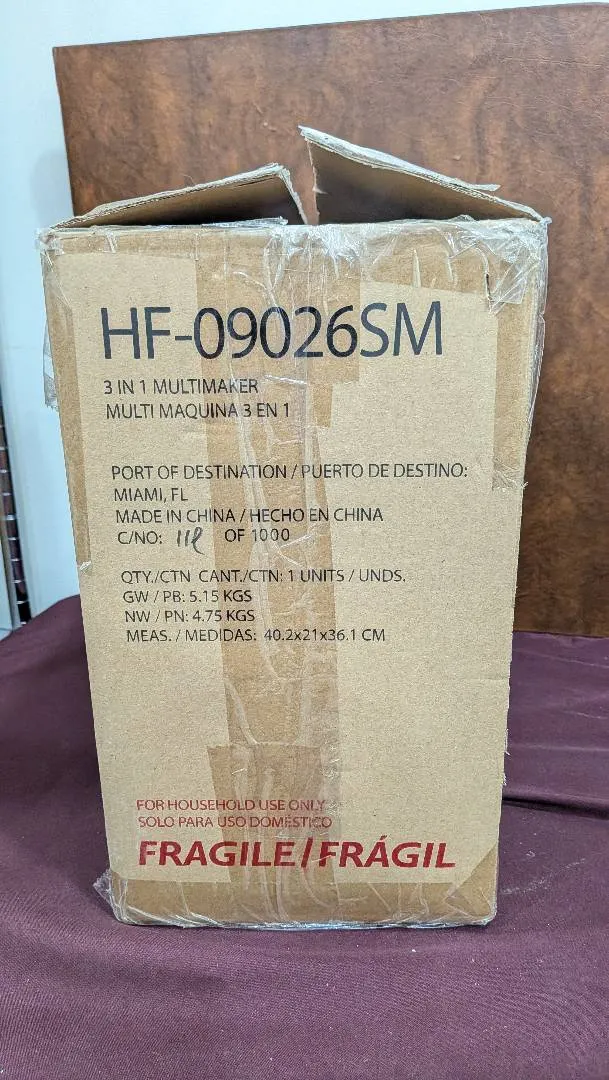 HF-09026SM
3 IN 1 MULTIMAKER
MULTI MAQUINA 3 EN 1
PORT OF DESTINATION / PUERTO DE DESTINO:
MIAMI, FL
MADE IN CHINA / HECHO EN CHINA
C/NO: OF 1000
QTY./CTN CANT./CTN: 1 UNITS / UNDS.
GW / PB: 5.15 KGS
NW / PN: 4.75 KGS
MEAS. / MEDIDAS: 40.2x21x36.1 CM
FOR HOUSEHOLD USE ONLY
SOLO PARA USO DOMÉSTICO
FRAGILE/FRÁGIL